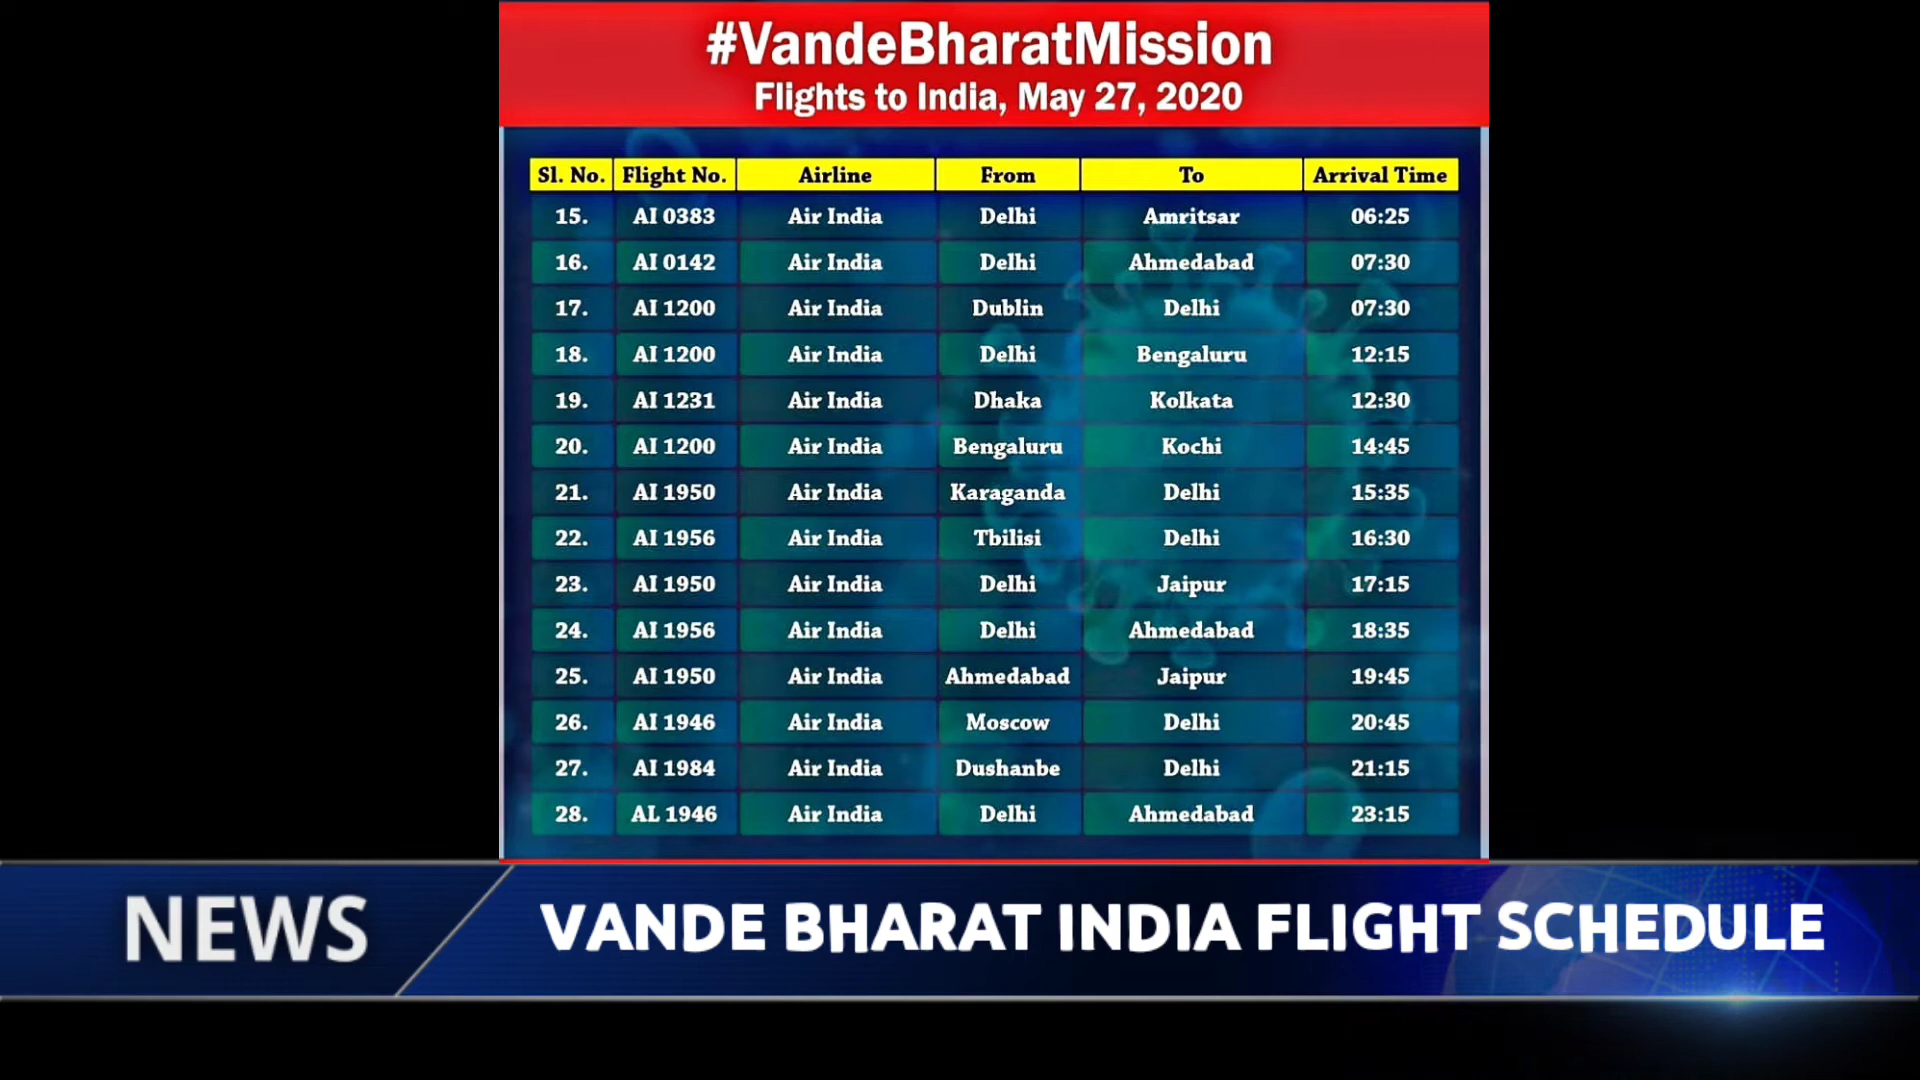 #VandeBharatMission
Flights to India, May 27, 2020
Sl. No. Flight No. Airline From To Arrival Time
15. AI 0383 Air India Delhi Amritsar 06:25
16. AI 0142 Air India Delhi Ahmedabad 07:30
17. AI 1200 Air India Dublin Delhi 07:30
18. AI 1200 Air India Delhi Bengaluru 12:15
19. AI 1231 Air India Dhaka Kolkata 12:30
20. AI 1200 Air India Bengaluru Kochi 14:45
21. AI 1950 Air India Karaganda Delhi 15:35
22. AI 1956 Air India Tbilisi Delhi 16:30
23. AI 1950 Air India Delhi Jaipur 17:15
24. AI 1956 Air India Delhi Ahmedabad 18:35
25. AI 1950 Air India Ahmedabad Jaipur 19:45
26. AI 1946 Air India Moscow Delhi 20:45
27. AI 1984 Air India Dushanbe Delhi 21:15
28. AL 1946 Air India Delhi Ahmedabad 23:15
NEWS VANDE BHARAT INDIA FLIGHT SCHEDULE